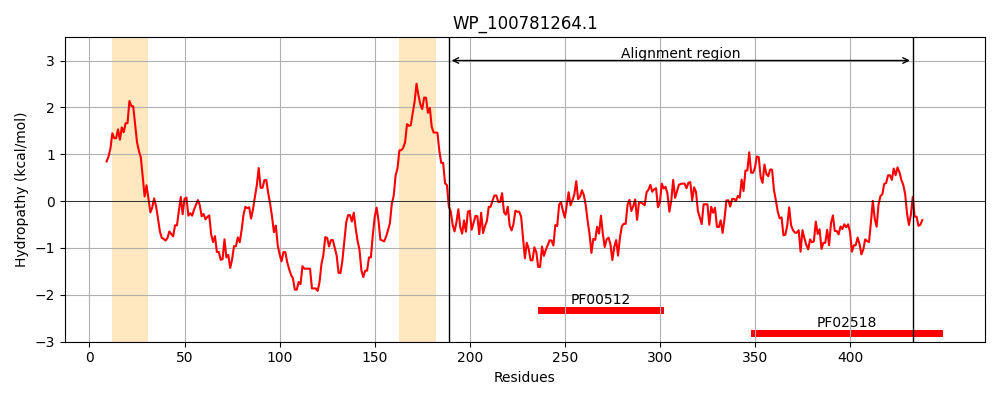 WP_100781264.1
Alignment region
3
2
1
0
−1
−2
−3
Hydropathy (kcal/mol)
PF00512
PF02518
0 50 100 150 200 250 300 350 400
Residues